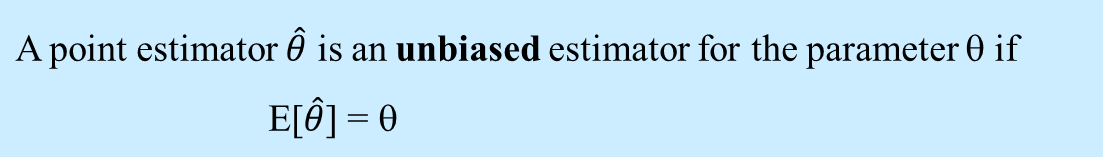 A point estimator θ̂ is an unbiased estimator for the parameter θ if
E[θ̂] = θ